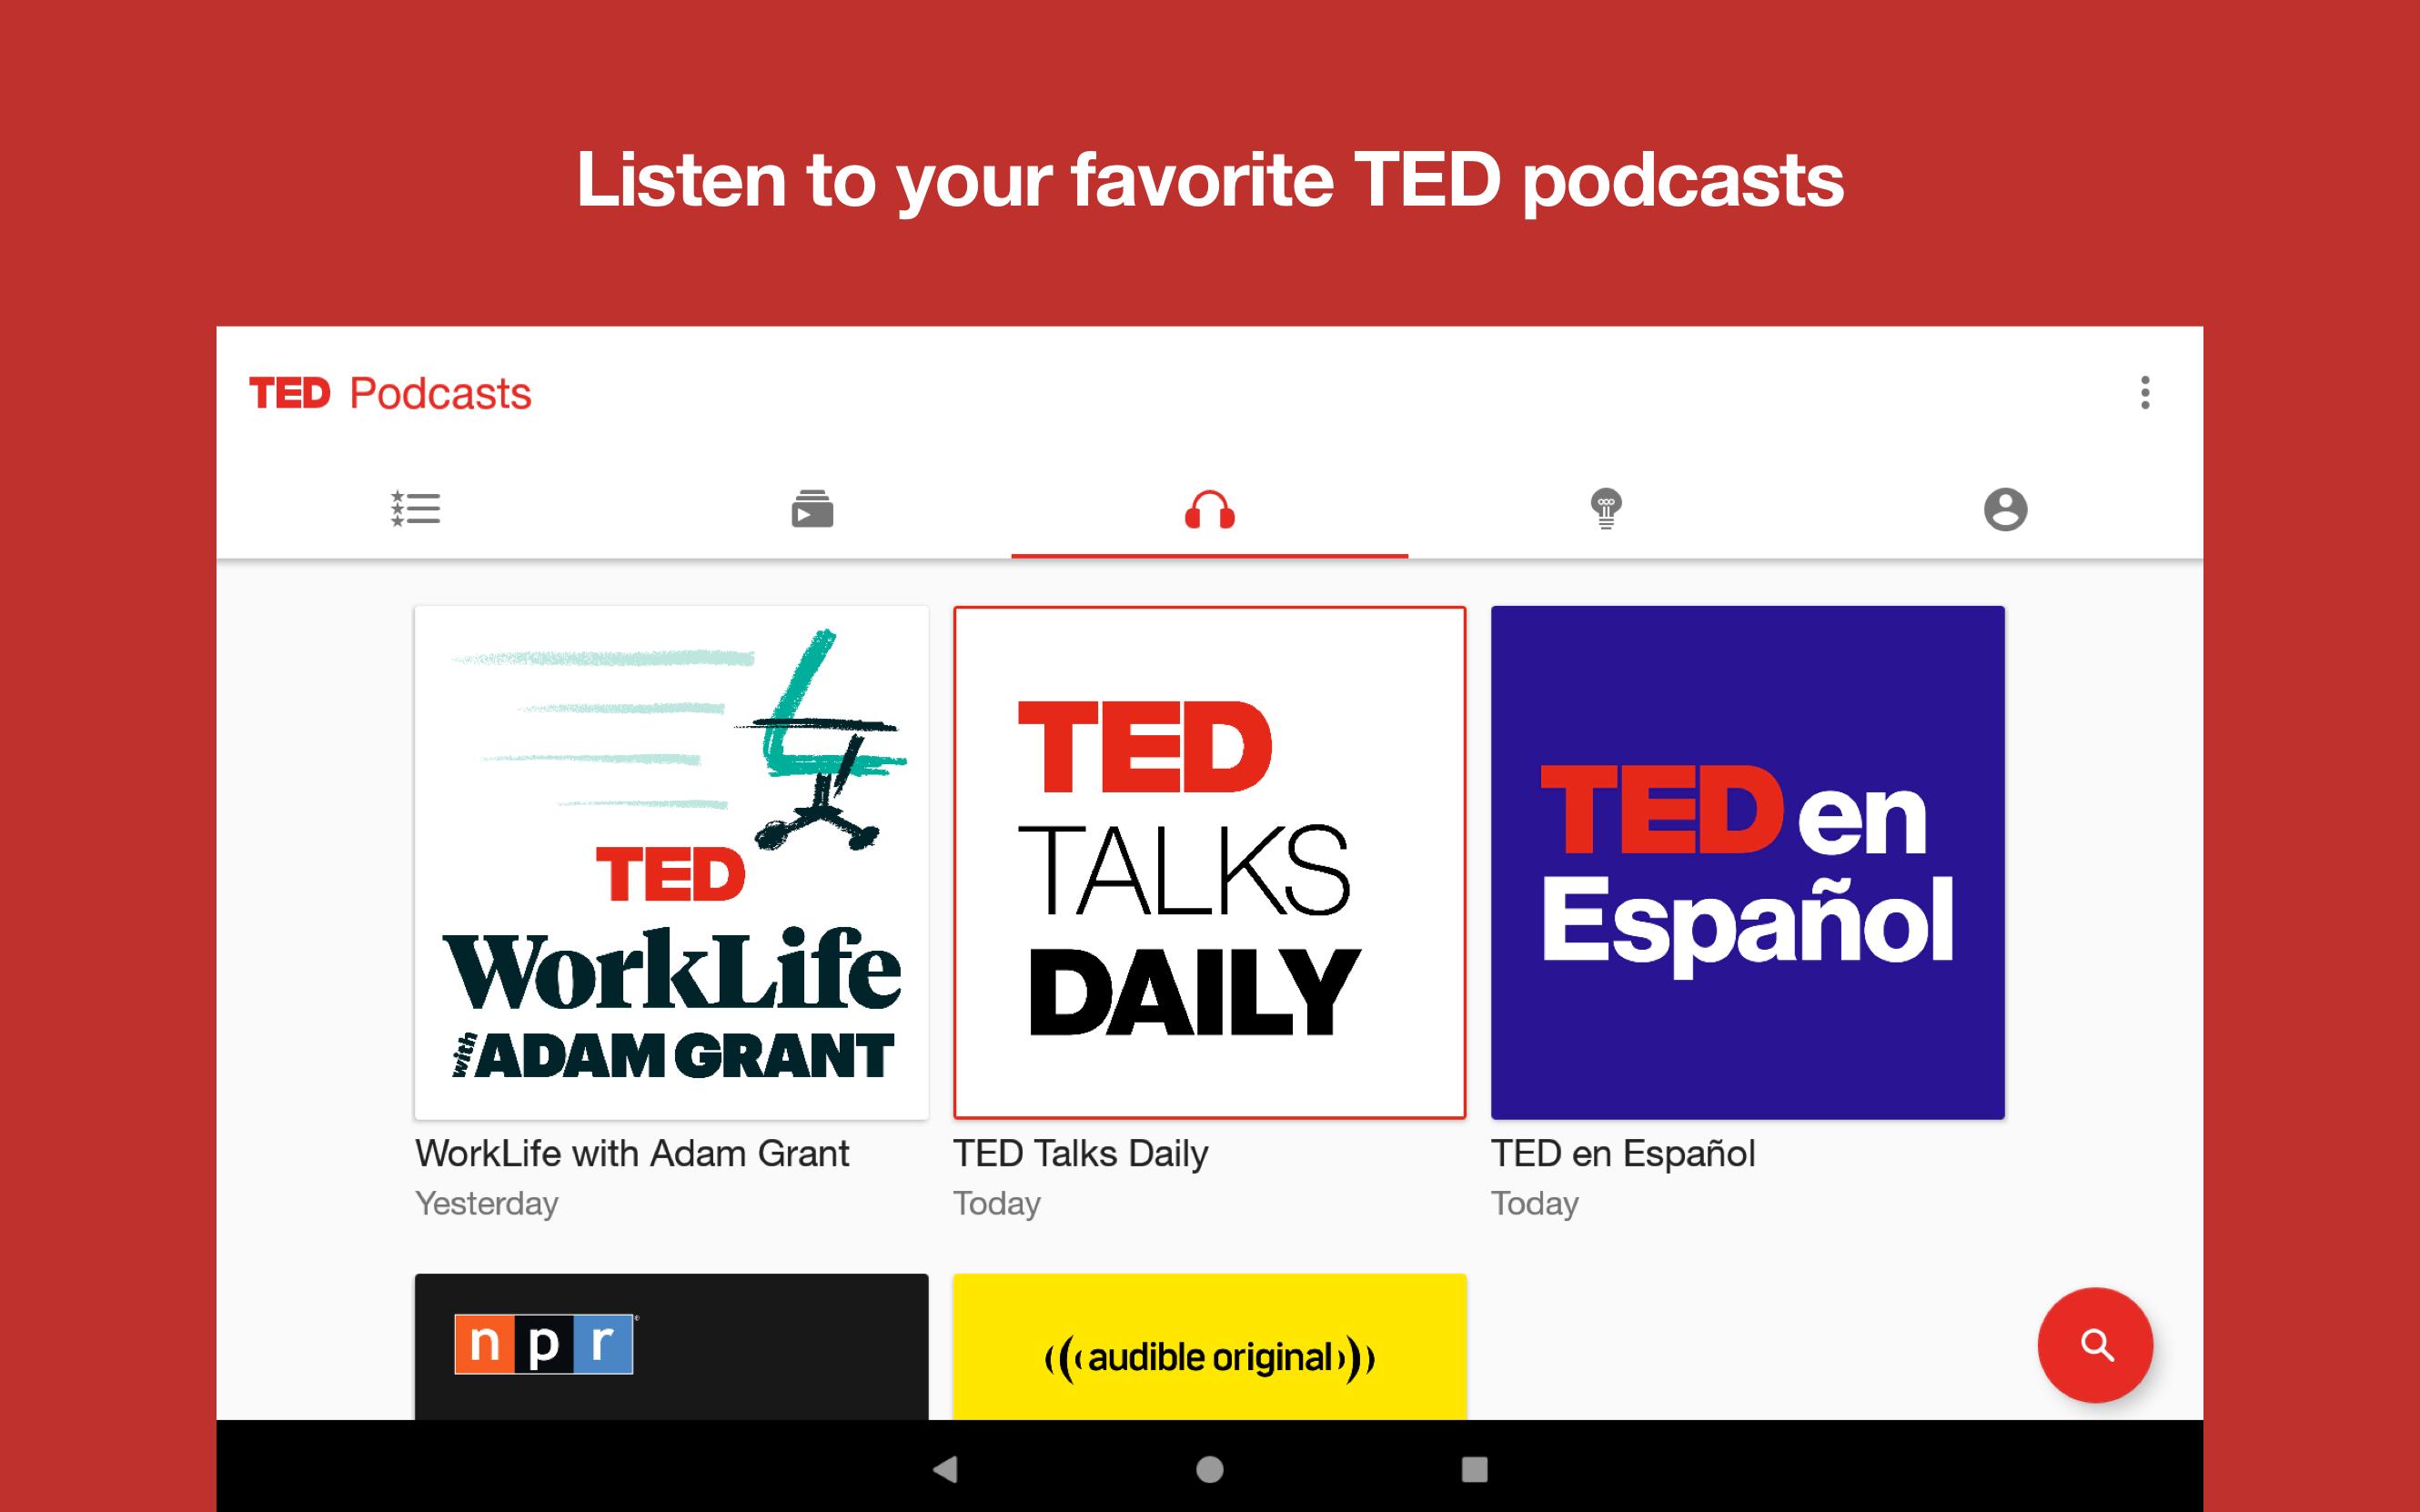 Listen to your favorite TED podcasts
TED Podcasts
TED
WorkLife
with ADAM GRANT
TED
TALKS
DAILY
TED en
Español
WorkLife with Adam Grant
Yesterday
TED Talks Daily
Today
TED en Español
Today
npr
audible original